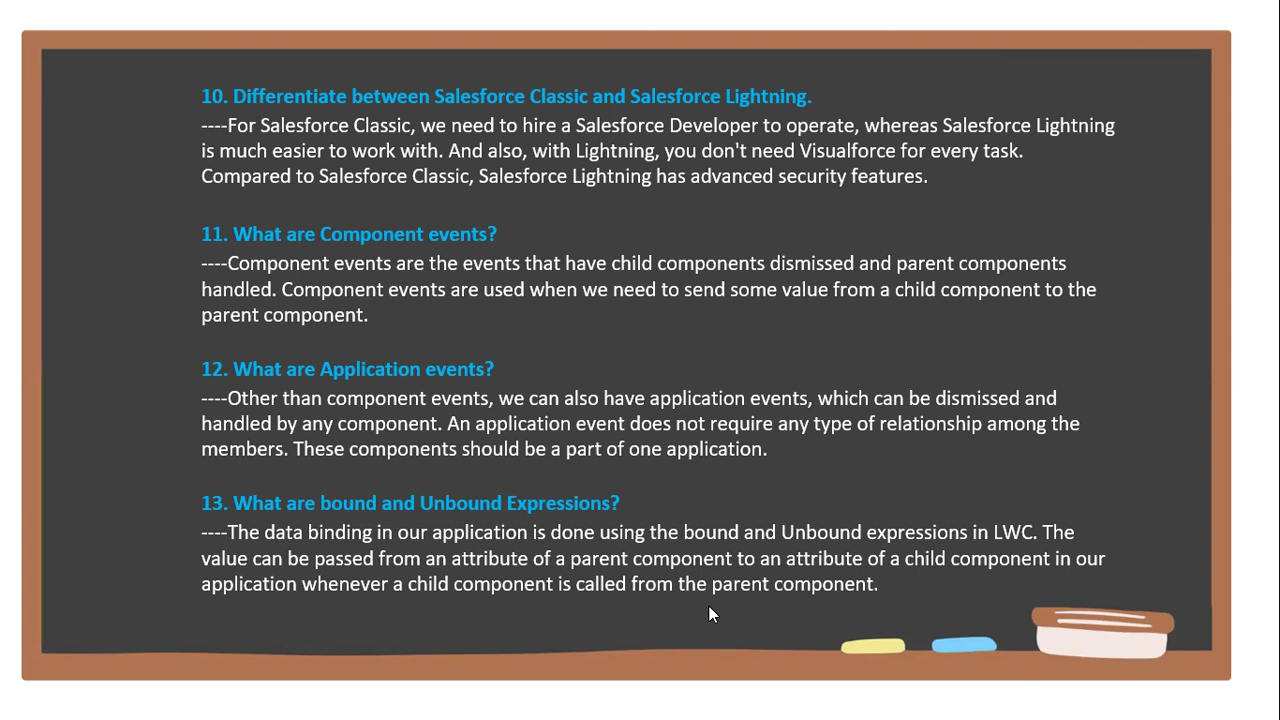 10. Differentiate between Salesforce Classic and Salesforce Lightning.
----For Salesforce Classic, we need to hire a Salesforce Developer to operate, whereas Salesforce Lightning
is much easier to work with. And also, with Lightning, you don't need Visualforce for every task.
Compared to Salesforce Classic, Salesforce Lightning has advanced security features.
11. What are Component events?
----Component events are the events that have child components dismissed and parent components
handled. Component events are used when we need to send some value from a child component to the
parent component.
12. What are Application events?
----Other than component events, we can also have application events, which can be dismissed and
handled by any component. An application event does not require any type of relationship among the
members. These components should be a part of one application.
13. What are bound and Unbound Expressions?
----The data binding in our application is done using the bound and Unbound expressions in LWC. The
value can be passed from an attribute of a parent component to an attribute of a child component in our
application whenever a child component is called from the parent component.